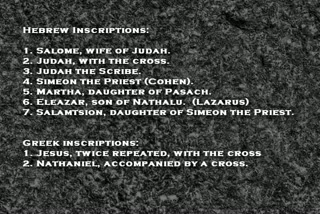 Hebrew Inscriptions:
1. Salome, wife of Judah.
2. Judah, with the cross.
3. Judah the Scribe.
4. Simeon the Priest (Cohen).
5. Martha, daughter of Pasach.
6. Eleazar, son of Nathalu. (Lazarus)
7. Salamtsion, daughter of Simeon the Priest.
Greek inscriptions:
1. Jesus, twice repeated, with the cross
2. Nathaniel, accompanied by a cross.